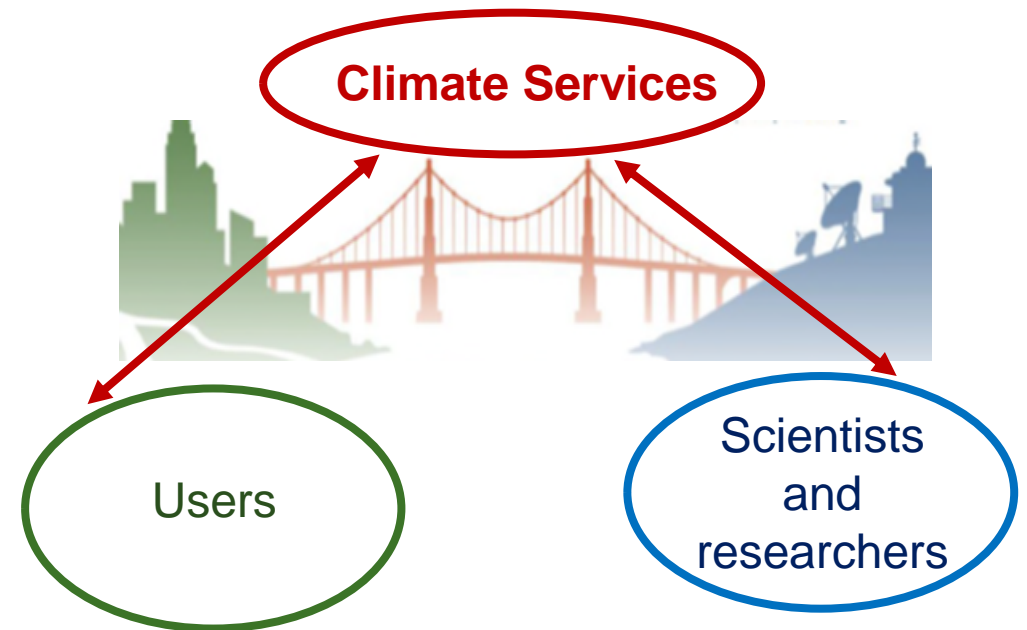 Climate Services
Users
Scientists
and
researchers